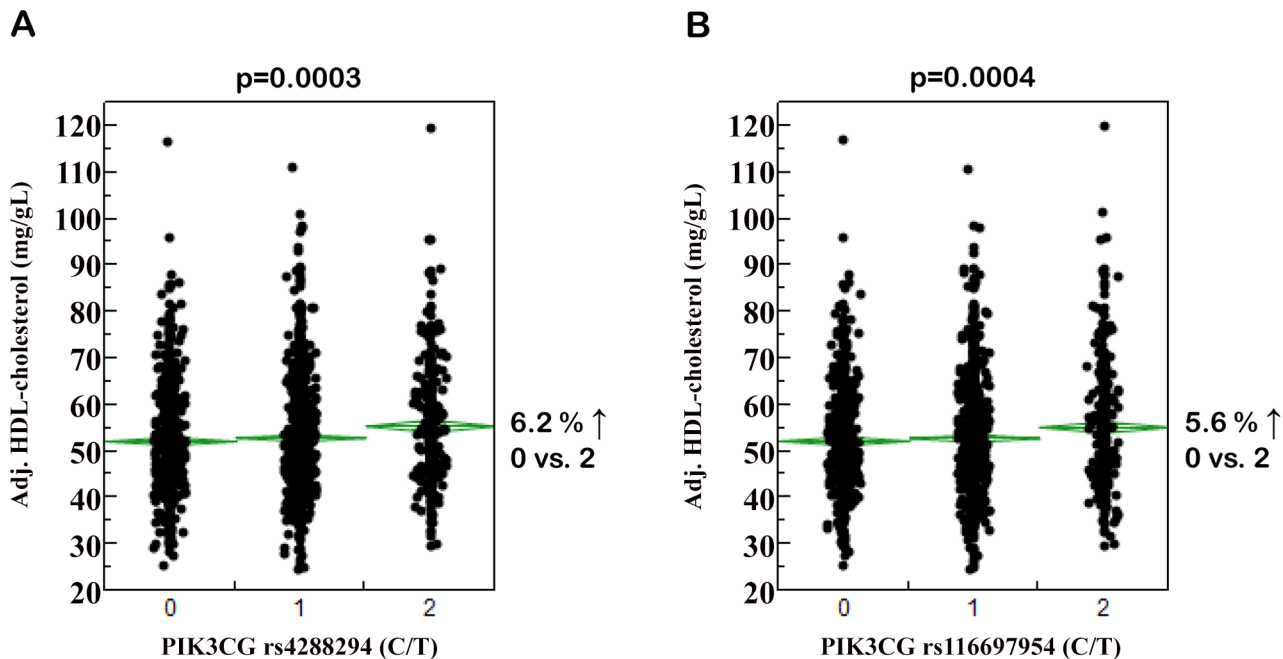 A
p=0.0003
Adj. HDL-cholesterol (mg/gL)
120
110
100
90
80
70
60
50
40
30
20
0
1
2
PIK3CG rs4288294 (C/T)
6.2 % ↑
0 vs. 2
B
p=0.0004
Adj. HDL-cholesterol (mg/gL)
120
110
100
90
80
70
60
50
40
30
20
0
1
2
PIK3CG rs116697954 (C/T)
5.6 % ↑
0 vs. 2